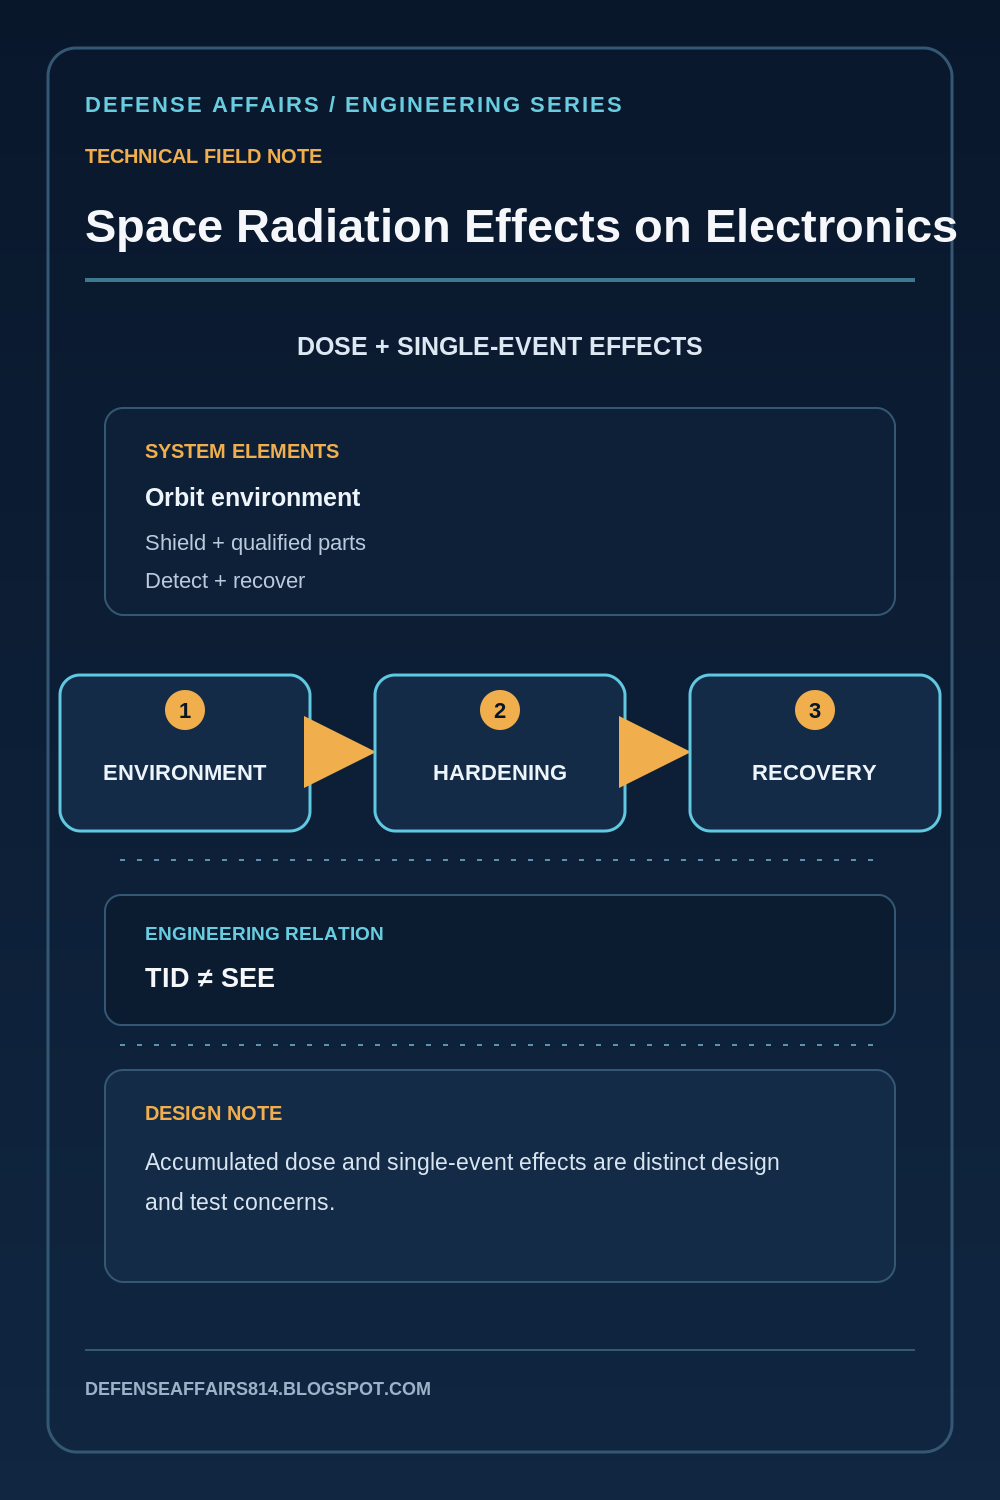 DEFENSE AFFAIRS / ENGINEERING SERIES
TECHNICAL FIELD NOTE
Space Radiation Effects on Electronics
DOSE + SINGLE-EVENT EFFECTS
SYSTEM ELEMENTS
Orbit environment
Shield + qualified parts
Detect + recover
1
ENVIRONMENT
2
HARDENING
3
RECOVERY
ENGINEERING RELATION
TID ≠ SEE
DESIGN NOTE
Accumulated dose and single-event effects are distinct design
and test concerns.
DEFENSEAFFAIRS814.BLOGSPOT.COM